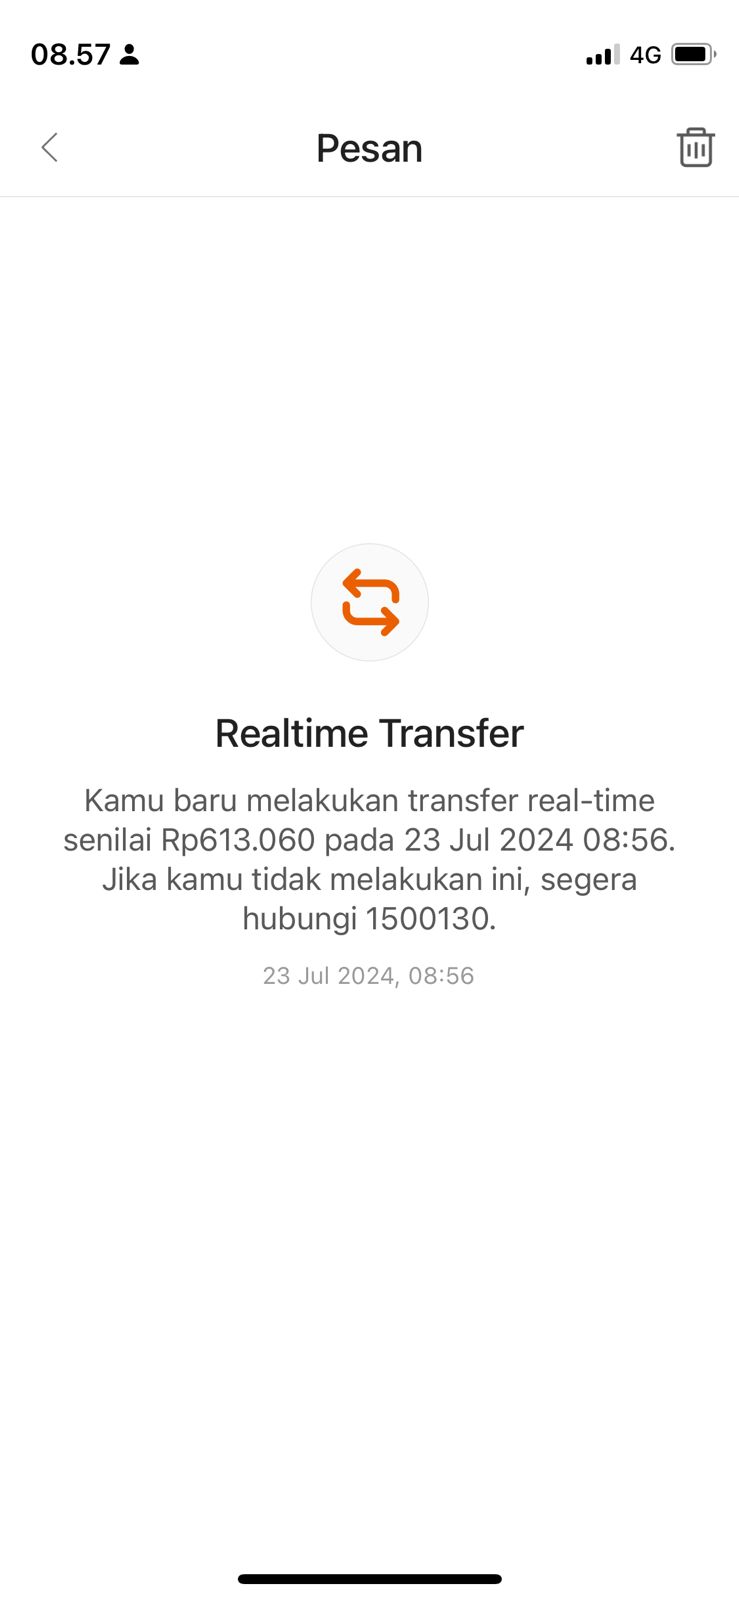 08.57
4G
Pesan
Realtime Transfer
Kamu baru melakukan transfer real-time
senilai Rp613.060 pada 23 Jul 2024 08:56.
Jika kamu tidak melakukan ini, segera
hubungi 1500130.
23 Jul 2024, 08:56